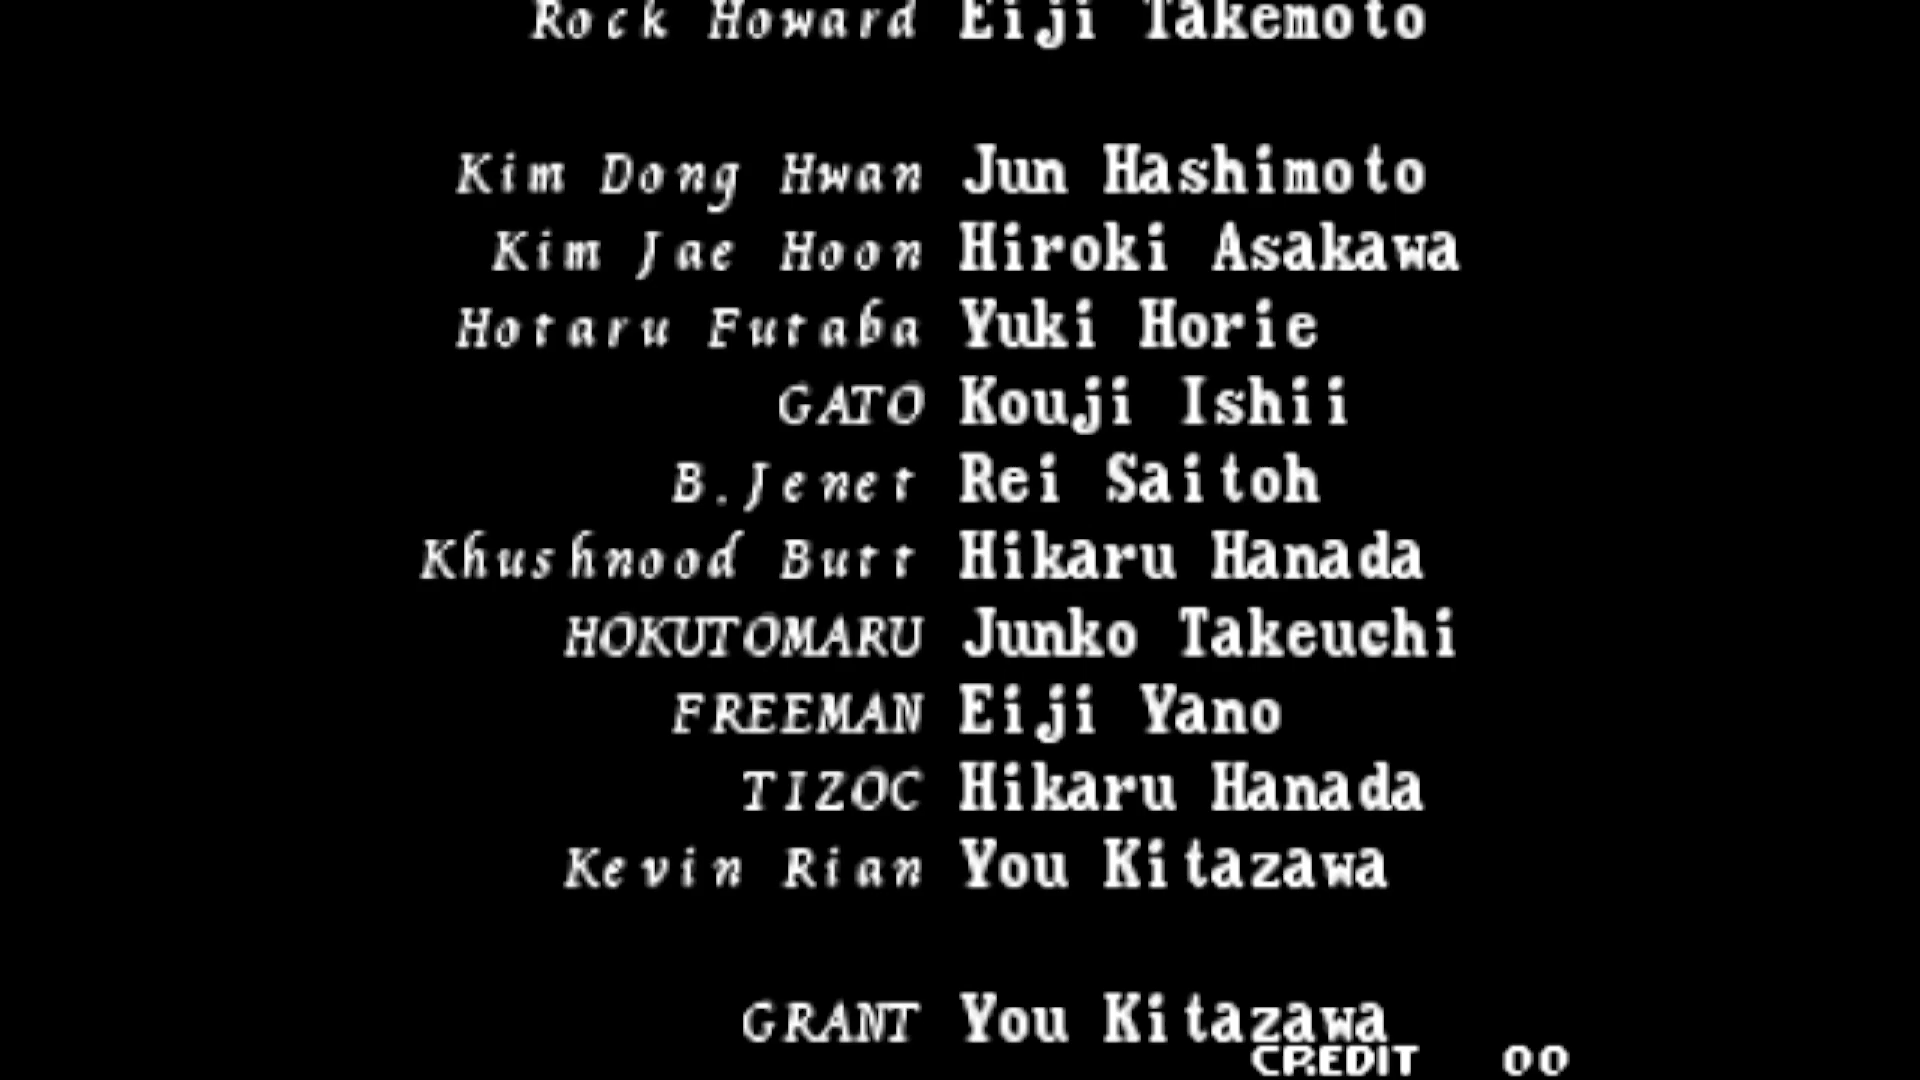 Rock Howard Eiji Takemoto
Kim Dong Hwan Jun Hashimoto
Kim Jae Hoon Hiroki Asakawa
Hotaru Futaba Yuki Horie
GATO Kouji Ishii
B.Jenet Rei Saitoh
Khushnood Butt Hikaru Hanada
HOKUTOMARU Junko Takeuchi
FREEMAN Eiji Yano
TIZOC Hikaru Hanada
Kevin Rian You Kitazawa
GRANT You Kitazawa
CREDIT 00